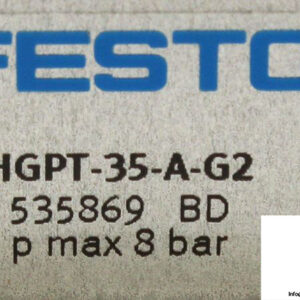 FESTO
HGPT-35-A-G2
535869 BD
p max 8 bar